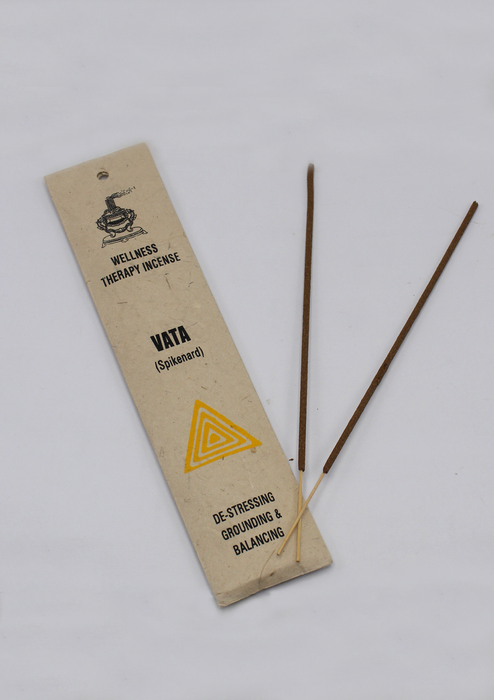 WELLNESS
THERAPY INCENSE
VATA
(Spikenard)
DE-STRESSING
GROUNDING &
BALANCING